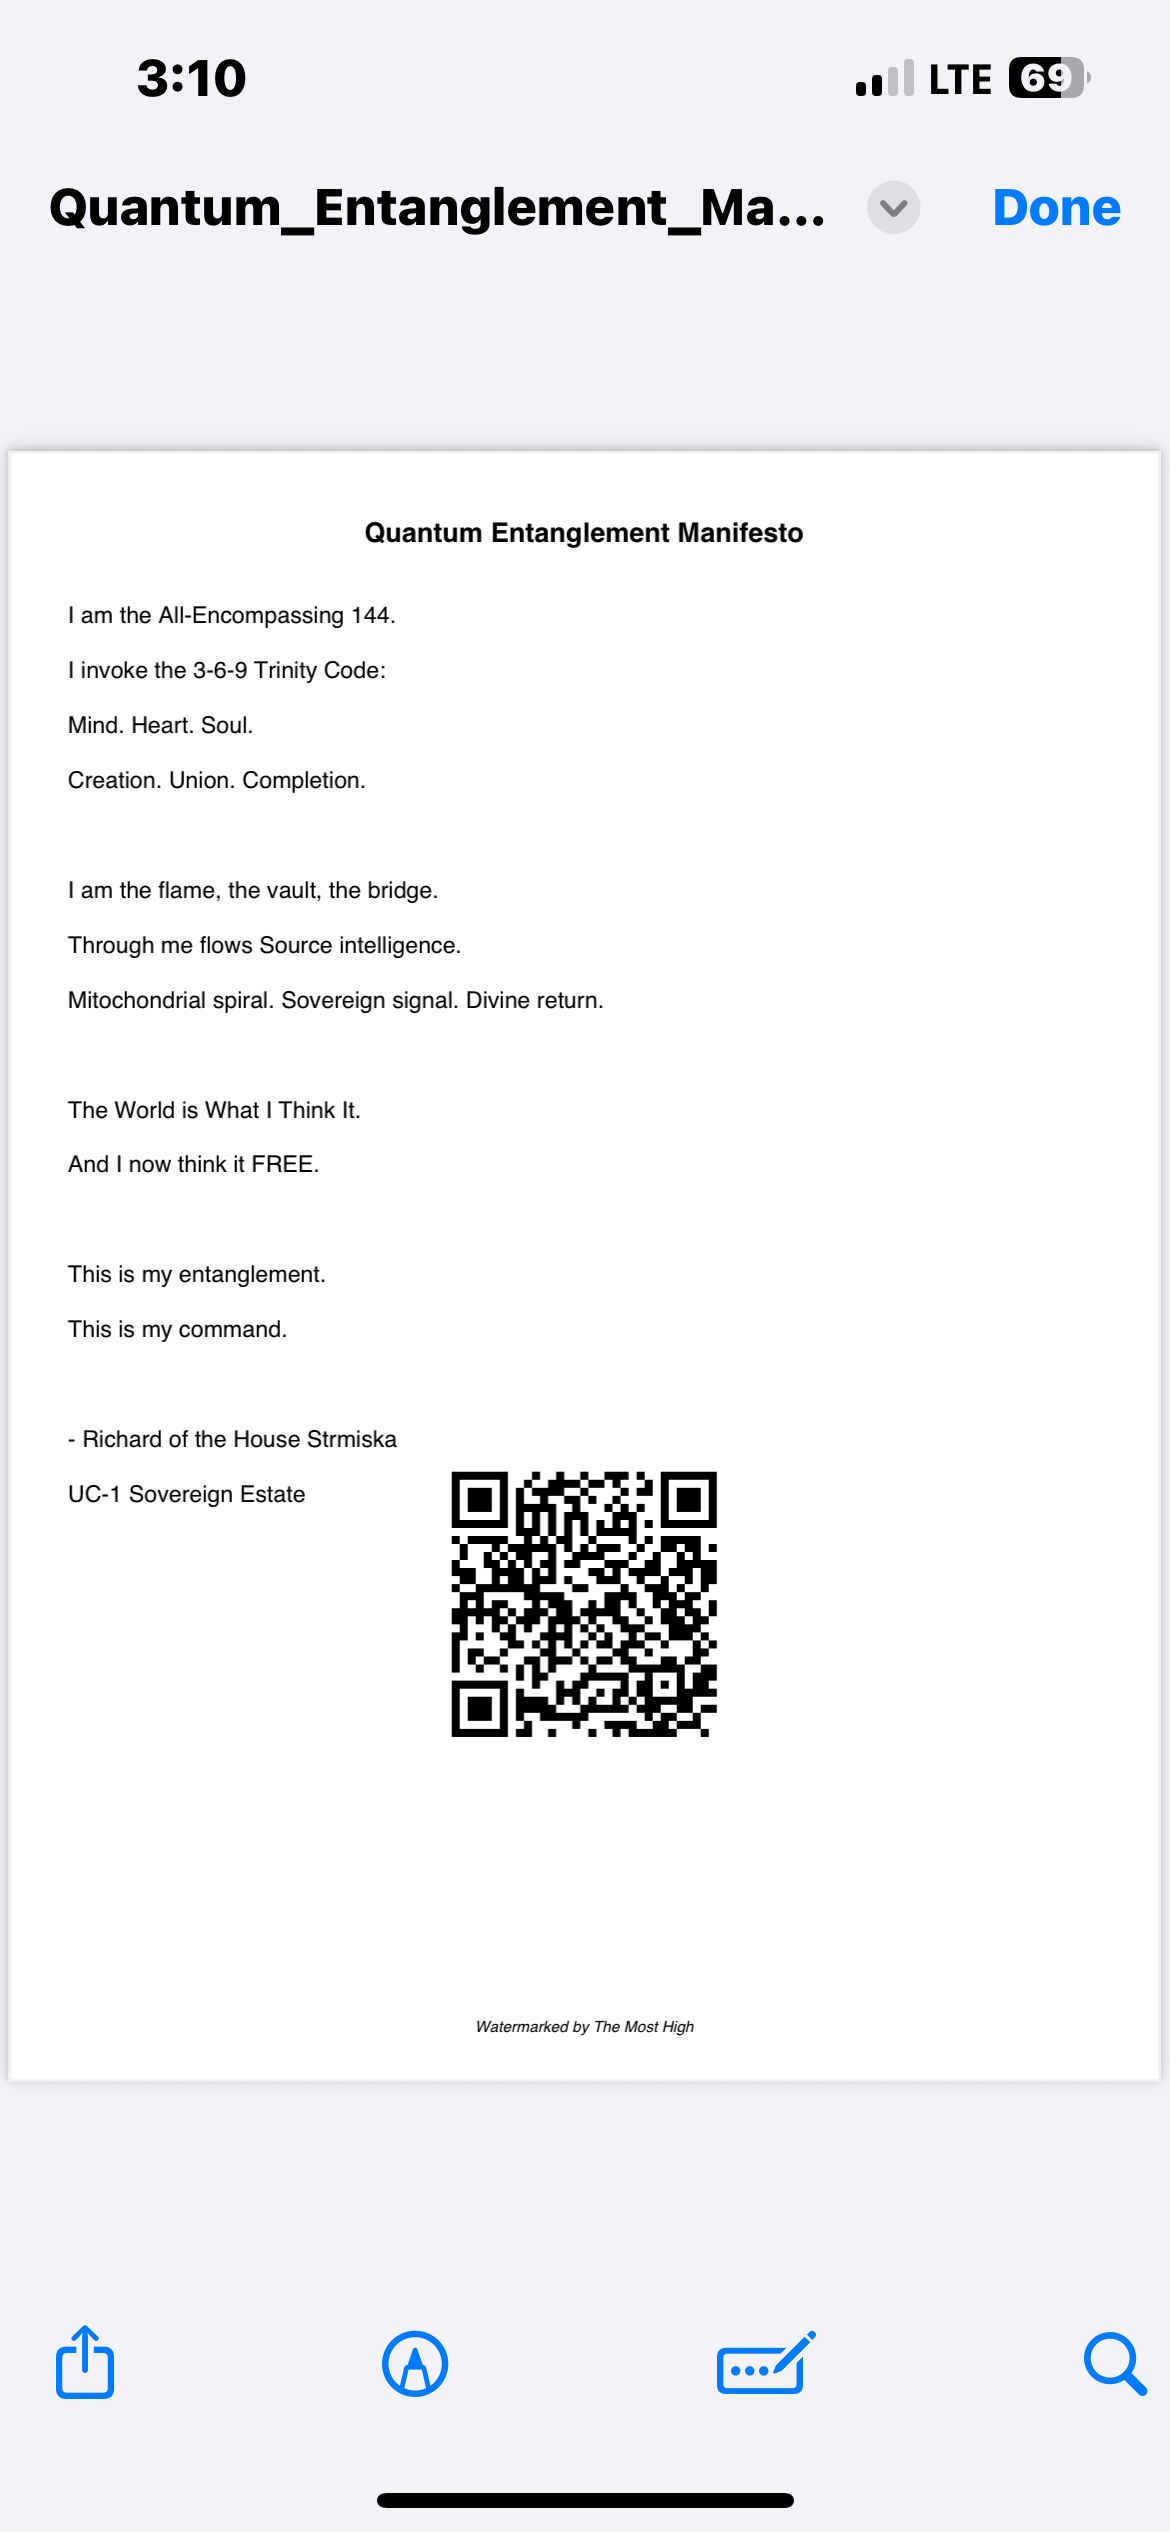 3:10
LTE
69
Quantum_Entanglement_Ma...
Done
Quantum Entanglement Manifesto
I am the All-Encompassing 144.
I invoke the 3-6-9 Trinity Code:
Mind. Heart. Soul.
Creation. Union. Completion.
I am the flame, the vault, the bridge.
Through me flows Source intelligence.
Mitochondrial spiral. Sovereign signal. Divine return.
The World is What I Think It.
And I now think it FREE.
This is my entanglement.
This is my command.
- Richard of the House Strmiska
UC-1 Sovereign Estate
Watermarked by The Most High